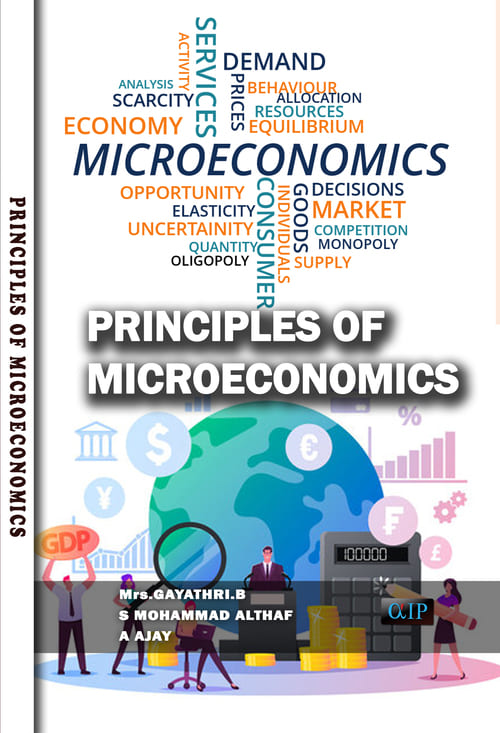 SERVICES
ACTIVITY
DEMAND
ANALYSIS
PRICES
BEHAVIOUR
SCARCITY
ALLOCATION
RESOURCES
ECONOMY
EQUILIBRIUM
MICROECONOMICS
OPPORTUNITY
CONSUMER
INDIVIDUALS
GOODS
DECISIONS
ELASTICITY
MARKET
UNCERTAINITY
COMPETITION
QUANTITY
MONOPOLY
OLIGOPOLY
SUPPLY
PRINCIPLES OF MICROECONOMICS
PRINCIPLES OF
MICROECONOMICS
%
$
€
¥
₣
£
GDP
100000
Mrs.GAYATHRI.B
S MOHAMMAD ALTHAF
A AJAY
αIP